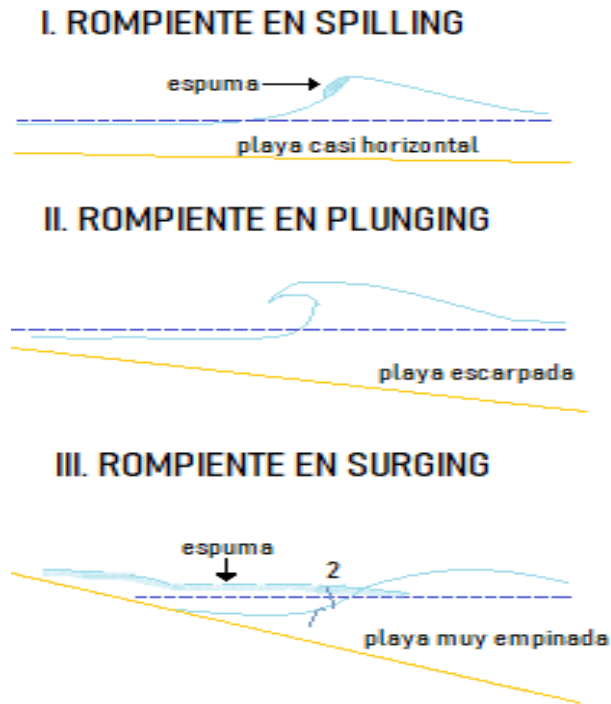 I. ROMPIENTE EN SPILLING
espuma
playa casi horizontal
II. ROMPIENTE EN PLUNGING
playa escarpada
III. ROMPIENTE EN SURGING
espuma
2
playa muy empinada